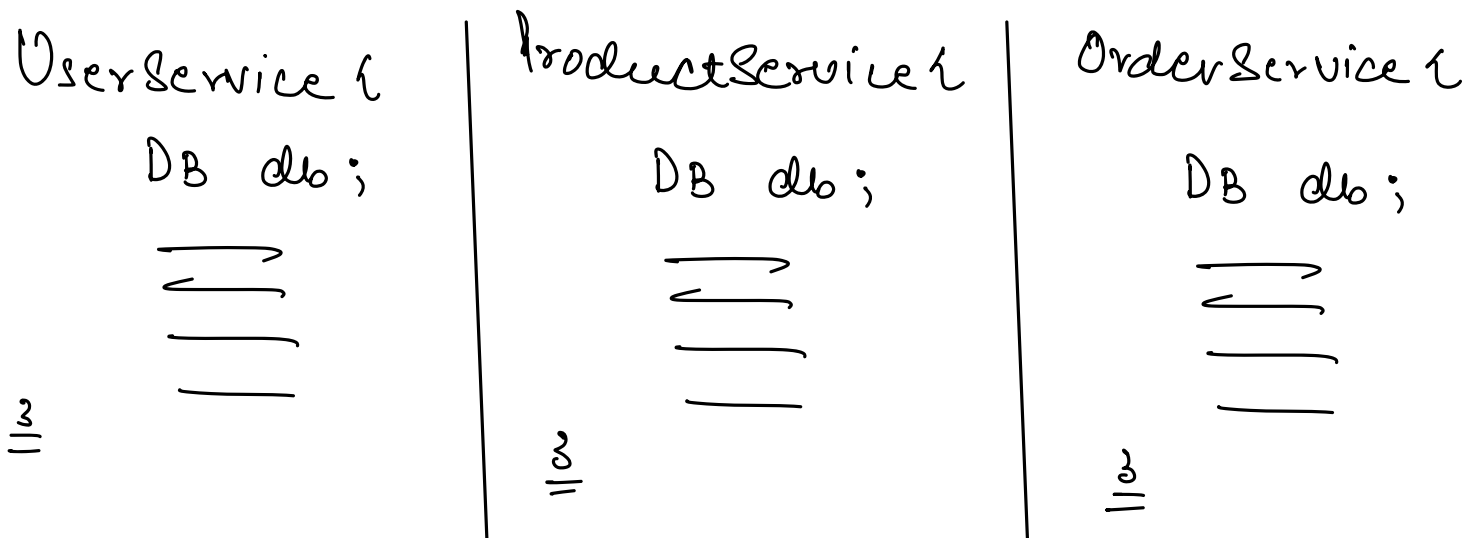 UserService {
DB db;
}
ProductService {
DB db;
}
OrderService {
DB db;
}